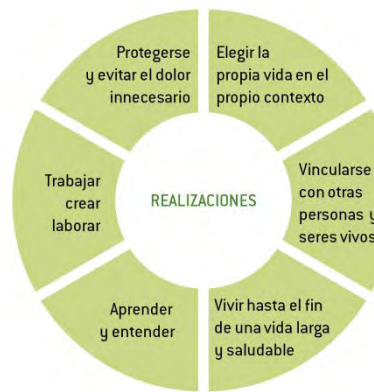 Protegerse
y evitar el dolor
innecesario
Elegir la
propia vida en el
propio contexto
Trabajar
crear
laborar
REALIZACIONES
Vincularse
con otras
personas y
seres vivos
Aprender
y entender
Vivir hasta el fin
de una vida larga
y saludable